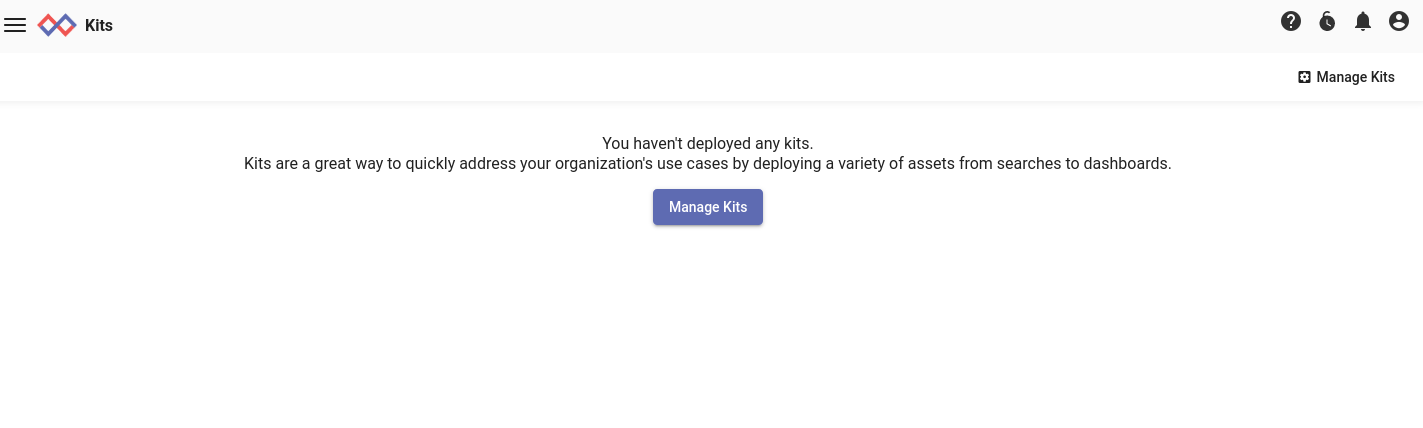 Kits
Manage Kits
You haven't deployed any kits.
Kits are a great way to quickly address your organization's use cases by deploying a variety of assets from searches to dashboards.
Manage Kits